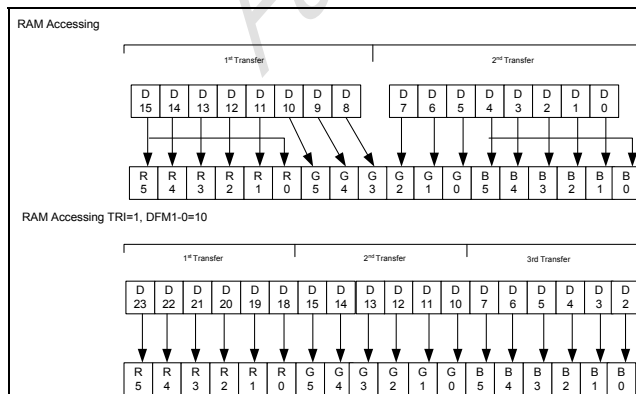 RAM Accessing
1st Transfer 2nd Transfer
D D D D D D D D D D D D D D D D
15 14 13 12 11 10 9 8 7 6 5 4 3 2 1 0
R R R R R R G G G G G G B B B B B B
5 4 3 2 1 0 5 4 3 2 1 0 5 4 3 2 1 0
RAM Accessing TRI=1, DFM1-0=10
1st Transfer 2nd Transfer 3rd Transfer
D D D D D D D D D D D D D D D D D D
23 22 21 20 19 18 15 14 13 12 11 10 7 6 5 4 3 2
R R R R R R G G G G G G B B B B B B
5 4 3 2 1 0 5 4 3 2 1 0 5 4 3 2 1 0